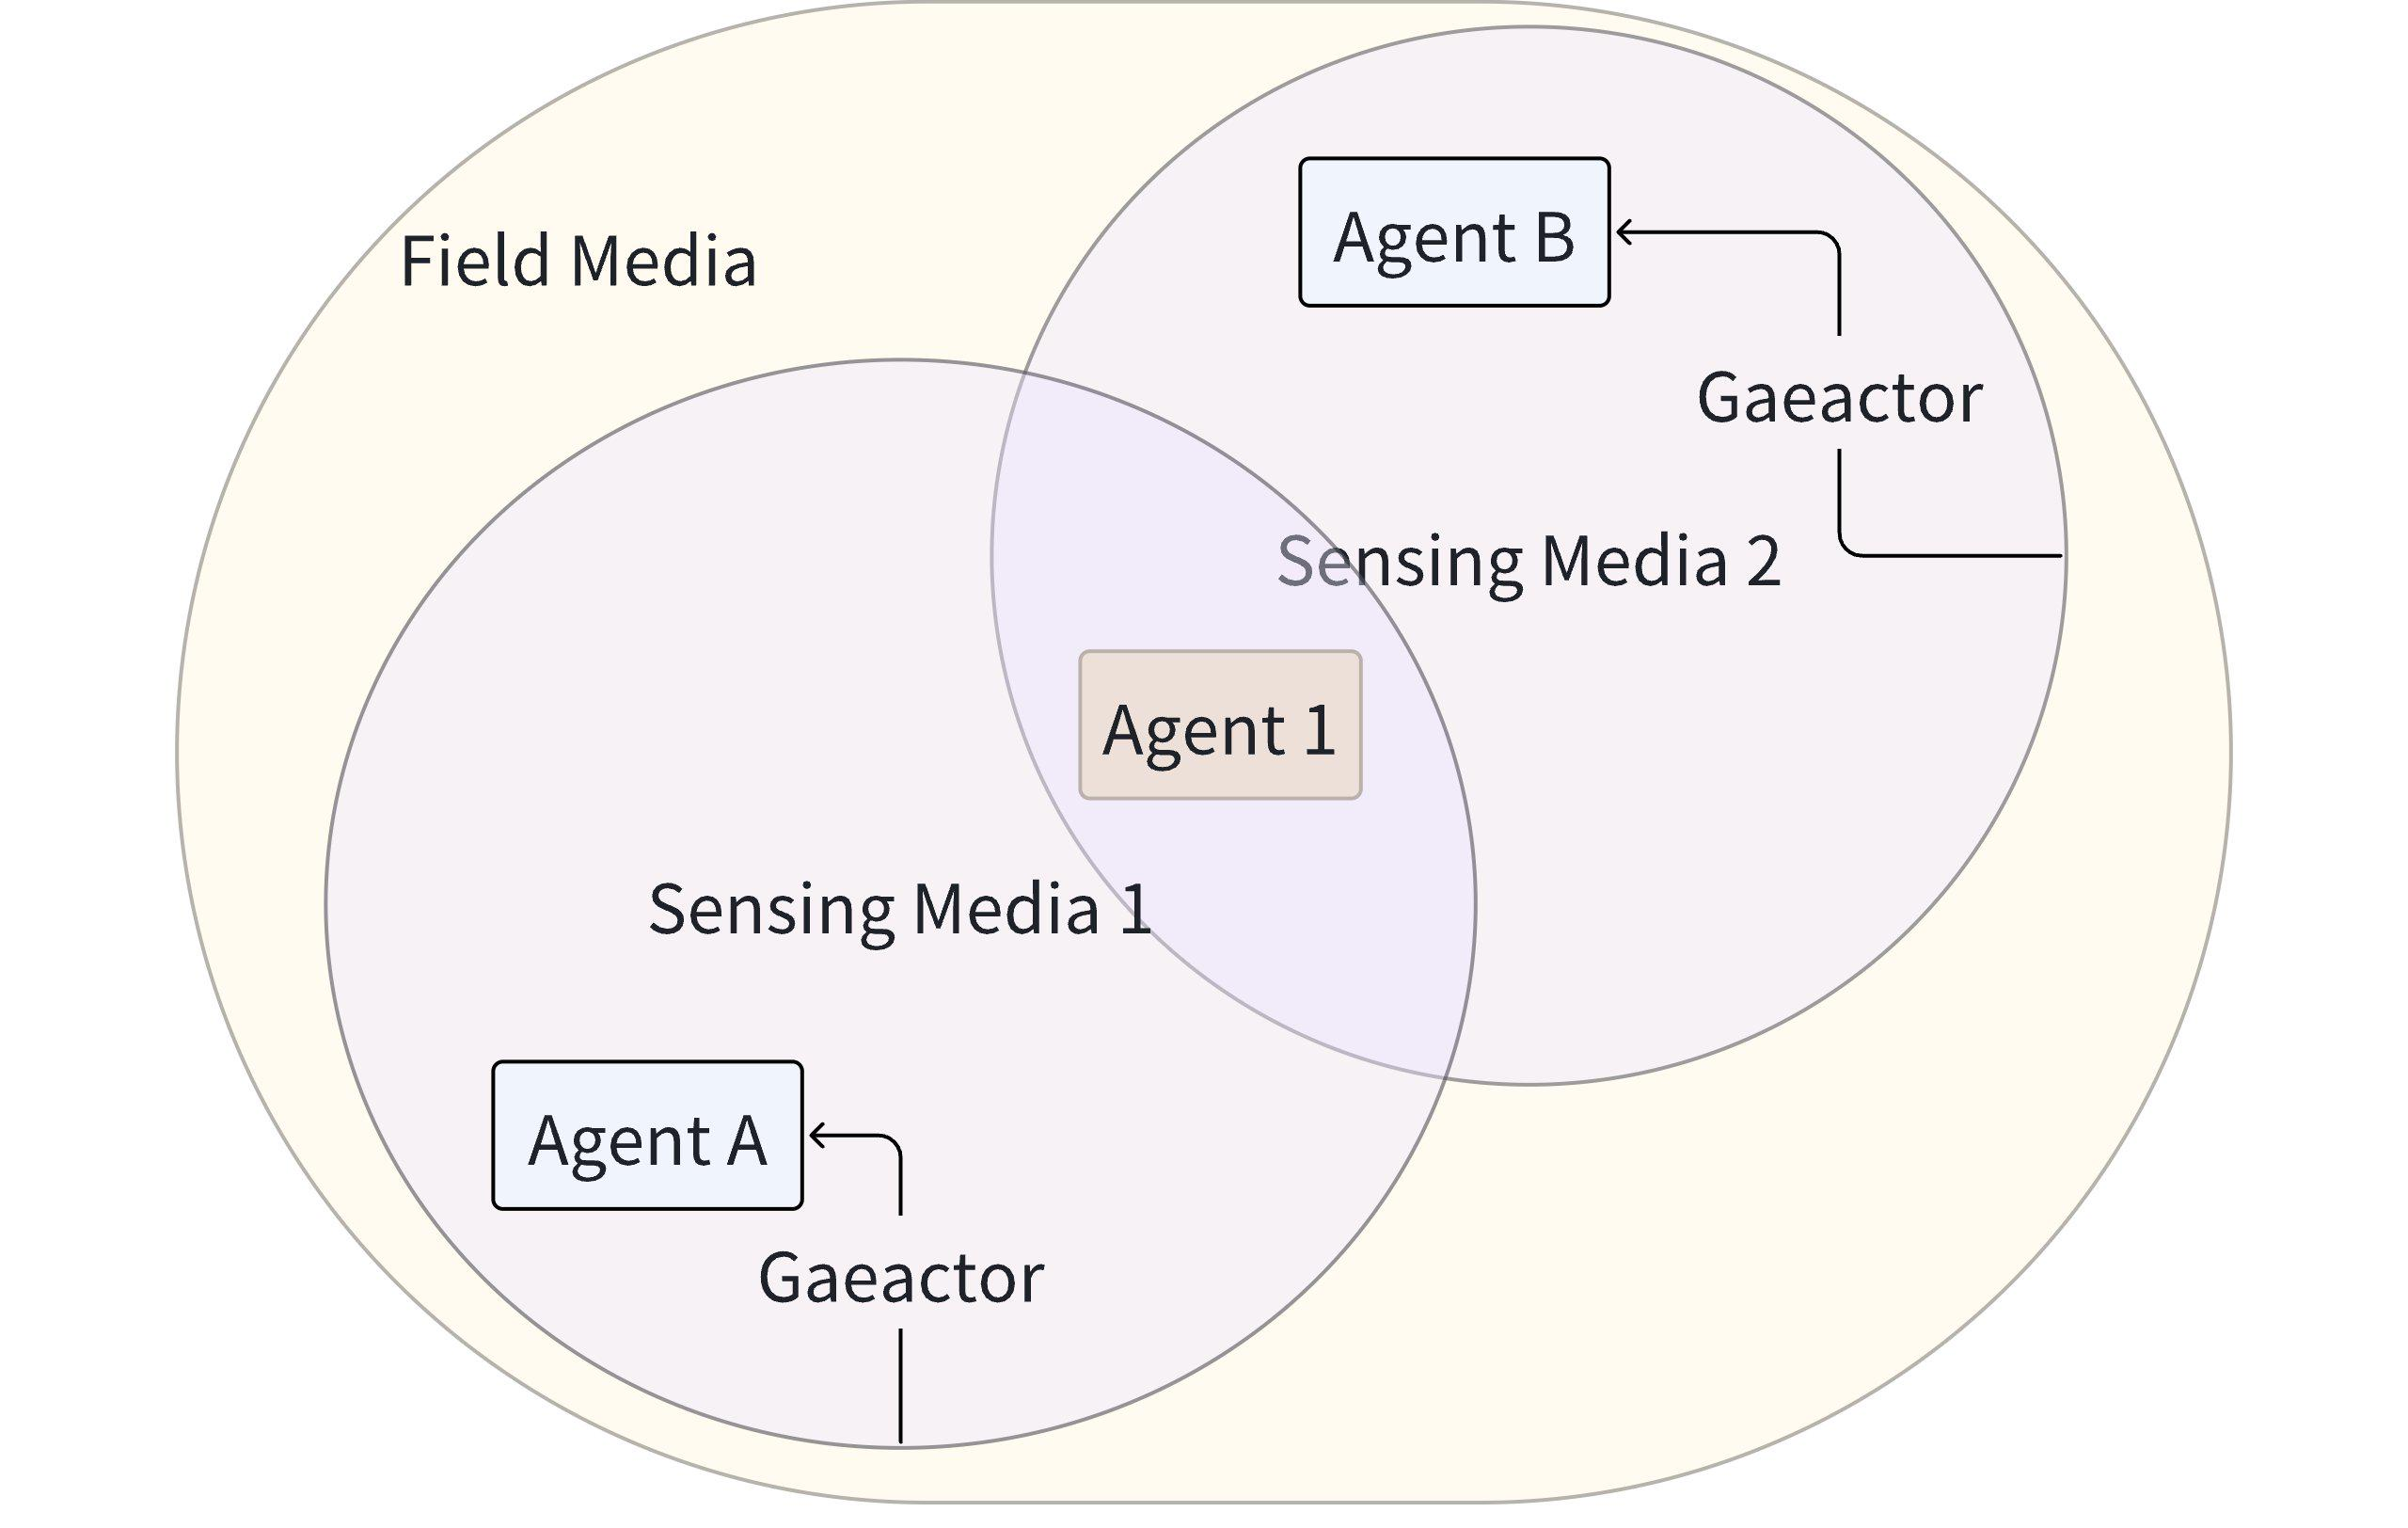 Agent B
Field Media
Gaeactor
Sensing Media 2
Agent 1
Sensing Media 1
Agent A
Gaeactor